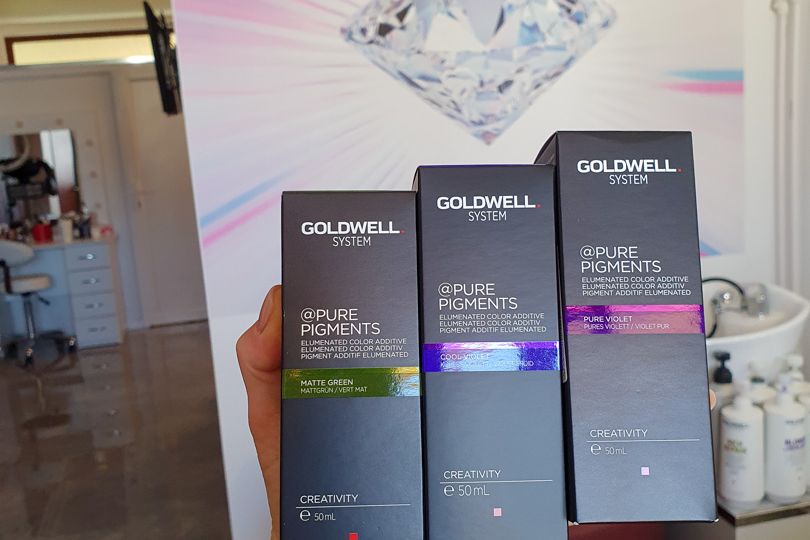 GOLDWELL.
SYSTEM
@PURE
PIGMENTS
ELUMENATED COLOR ADDITIVE
ELUMENATED COLOR ADDITIV
PIGMENT ADDITIF ELUMENATED
MATTE GREEN
MATTGRÜN / VERT MAT
CREATIVITY
e 50 mL
GOLDWELL.
SYSTEM
@PURE
PIGMENTS
ELUMENATED COLOR ADDITIVE
ELUMENATED COLOR ADDITIV
PIGMENT ADDITIF ELUMENATED
COOL VIOLET
CREATIVITY
e 50 mL
GOLDWELL.
SYSTEM
@PURE
PIGMENTS
ELUMENATED COLOR ADDITIVE
ELUMENATED COLOR ADDITIV
PIGMENT ADDITIF ELUMENATED
PURE VIOLET
PURES VIOLETT / VIOLET PUR
CREATIVITY
e 50 mL